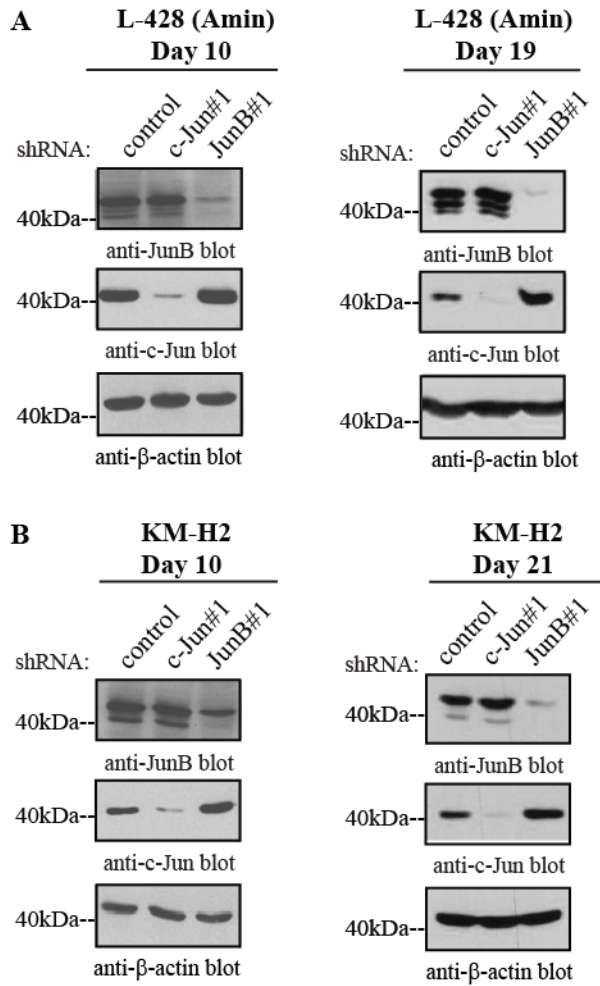 A
L-428 (Amin)
Day 10
shRNA:
control
c-Jun#1
JunB#1
40kDa--
anti-JunB blot
40kDa--
anti-c-Jun blot
40kDa--
anti-β-actin blot
L-428 (Amin)
Day 19
shRNA:
control
c-Jun#1
JunB#1
40kDa--
anti-JunB blot
40kDa--
anti-c-Jun blot
40kDa--
anti-β-actin blot
B
KM-H2
Day 10
shRNA:
control
c-Jun#1
JunB#1
40kDa--
anti-JunB blot
40kDa--
anti-c-Jun blot
40kDa--
anti-β-actin blot
KM-H2
Day 21
shRNA:
control
c-Jun#1
JunB#1
40kDa--
anti-JunB blot
40kDa--
anti-c-Jun blot
40kDa--
anti-β-actin blot